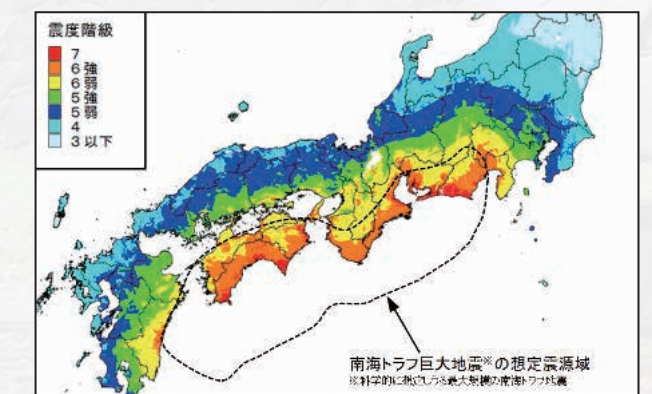 震度階級
7
6強
6弱
5強
5弱
4
3以下
南海トラフ巨大地震※の想定震源域
※科学的に想定しうる最大規模の南海トラフ地震